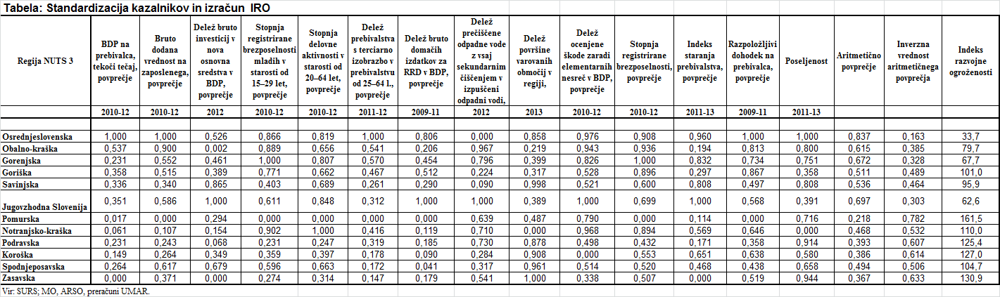 Tabela: Standardizacija kazalnikov in izračun IRO
Regija NUTS 3 | BDP na prebivalca, tekoči tečaj, povprečje | Bruto dodana vrednost na zaposlenega, povprečje | Delež bruto investicij v nova osnovna sredstva v BDP, povprečje | Stopnja registrirane brezposelnosti mladih v starosti od 15–29 let, povprečje | Stopnja delovne aktivnosti v starosti od 20–64 let, povprečje | Delež prebivalstva s terciarno izobrazbo v prebivalstvu od 25–64 l., povprečje | Delež bruto domačih izdatkov za RRD v BDP, povprečje | Delež prečiščene odpadne vode z vsaj sekundarnim čiščenjem v izpuščeni odpadni vodi, | Delež površine varovanih območij v regiji, | Delež ocenjene škode zaradi elementarnih nesreč v BDP, povprečje | Stopnja registrirane brezposelnosti, povprečje | Indeks staranja prebivalstva, povprečje | Razpoložljivi dohodek na prebivalca, povprečje | Poseljenost | Aritmetično povprečje | Inverzna vrednost aritmetičnega povprečja | Indeks razvojne ogroženosti
2010-12 | 2010-12 | 2012 | 2010-12 | 2010-12 | 2011-12 | 2009-11 | 2012 | 2013 | 2010-12 | 2010-12 | 2011-13 | 2009-11 | 2011-13
Osrednjeslovenska | 1,000 | 1,000 | 0,526 | 0,866 | 0,819 | 1,000 | 0,806 | 0,000 | 0,858 | 0,976 | 0,908 | 0,960 | 1,000 | 1,000 | 0,837 | 0,163 | 33,7
Obalno-kraška | 0,537 | 0,900 | 0,002 | 0,889 | 0,656 | 0,541 | 0,206 | 0,967 | 0,219 | 0,943 | 0,936 | 0,194 | 0,813 | 0,800 | 0,615 | 0,385 | 79,7
Gorenjska | 0,231 | 0,552 | 0,461 | 1,000 | 0,807 | 0,570 | 0,454 | 0,796 | 0,399 | 0,826 | 1,000 | 0,832 | 0,734 | 0,751 | 0,672 | 0,328 | 67,7
Goriška | 0,358 | 0,515 | 0,389 | 0,771 | 0,662 | 0,467 | 0,512 | 0,224 | 0,317 | 0,528 | 0,896 | 0,297 | 0,867 | 0,358 | 0,511 | 0,489 | 101,0
Savinjska | 0,336 | 0,340 | 0,865 | 0,403 | 0,689 | 0,261 | 0,290 | 0,090 | 0,998 | 0,521 | 0,600 | 0,808 | 0,497 | 0,808 | 0,536 | 0,464 | 95,9
Jugovzhodna Slovenija | 0,351 | 0,586 | 1,000 | 0,611 | 0,848 | 0,312 | 1,000 | 1,000 | 0,389 | 1,000 | 0,699 | 1,000 | 0,568 | 0,391 | 0,697 | 0,303 | 62,6
Pomurska | 0,017 | 0,000 | 0,294 | 0,000 | 0,000 | 0,000 | 0,000 | 0,639 | 0,487 | 0,790 | 0,000 | 0,114 | 0,000 | 0,716 | 0,218 | 0,782 | 161,5
Notranjsko-kraška | 0,061 | 0,107 | 0,154 | 0,902 | 1,000 | 0,416 | 0,119 | 0,710 | 0,000 | 0,968 | 0,894 | 0,569 | 0,646 | 0,000 | 0,468 | 0,532 | 110,0
Podravska | 0,231 | 0,243 | 0,068 | 0,231 | 0,247 | 0,319 | 0,185 | 0,730 | 0,878 | 0,498 | 0,432 | 0,171 | 0,358 | 0,914 | 0,393 | 0,607 | 125,4
Koroška | 0,149 | 0,264 | 0,349 | 0,359 | 0,397 | 0,178 | 0,090 | 0,284 | 0,908 | 0,000 | 0,553 | 0,651 | 0,638 | 0,580 | 0,386 | 0,614 | 127,0
Spodnjeposavska | 0,264 | 0,617 | 0,679 | 0,596 | 0,663 | 0,172 | 0,041 | 0,317 | 0,961 | 0,514 | 0,520 | 0,468 | 0,438 | 0,658 | 0,494 | 0,506 | 104,7
Zasavska | 0,000 | 0,371 | 0,000 | 0,274 | 0,314 | 0,147 | 0,179 | 0,541 | 1,000 | 0,338 | 0,507 | 0,000 | 0,519 | 0,944 | 0,367 | 0,633 | 130,9
Vir: SURS; MO, ARSO, preračuni UMAR.